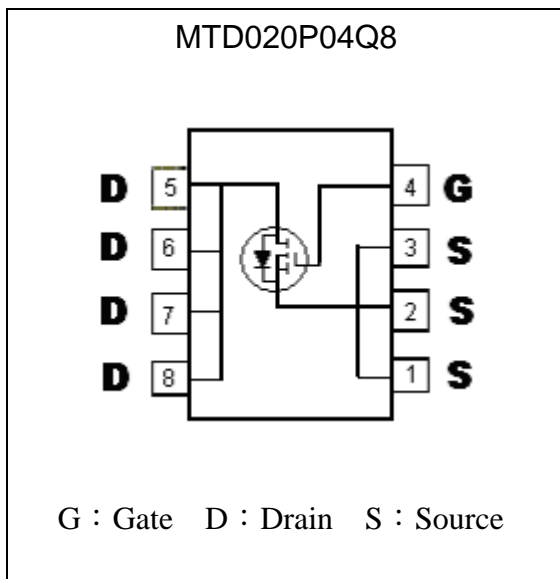 MTD020P04Q8
D 5 4 G
D 6 3 S
D 7 2 S
D 8 1 S
G：Gate D：Drain S：Source